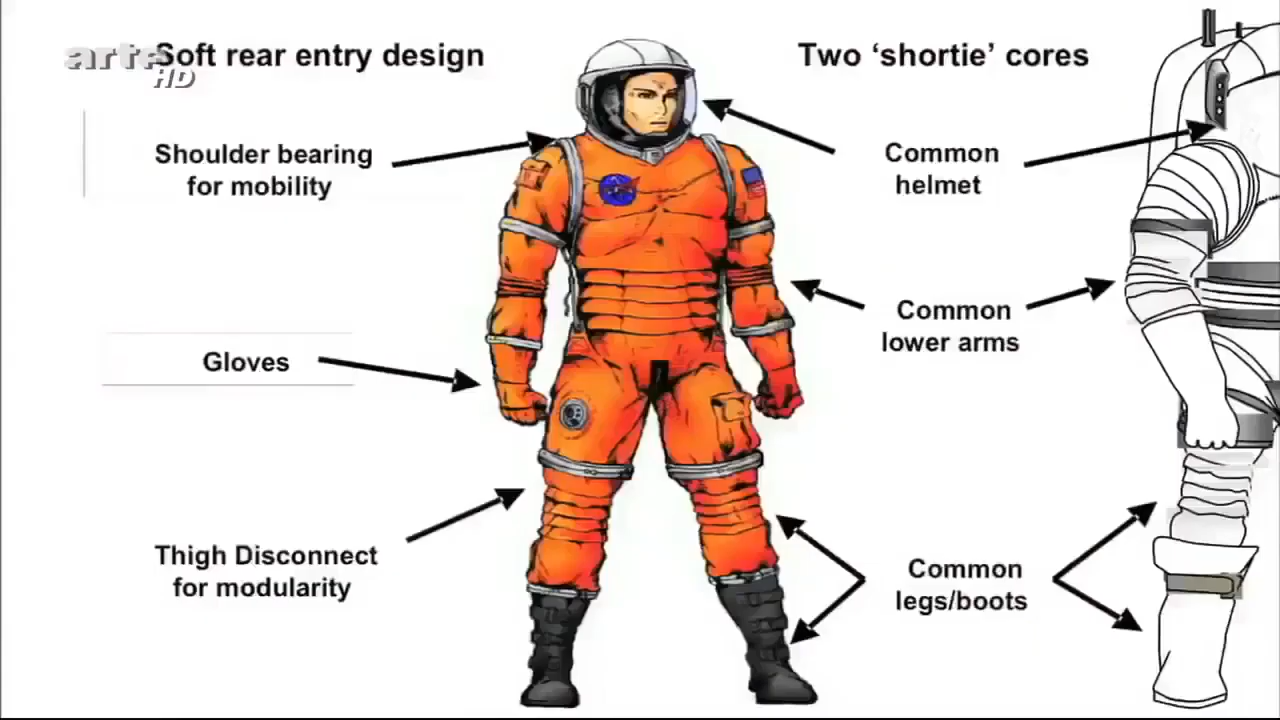 arte HD
Soft rear entry design
Two ‘shortie’ cores
Shoulder bearing
for mobility
Common
helmet
Common
lower arms
Gloves
Thigh Disconnect
for modularity
Common
legs/boots